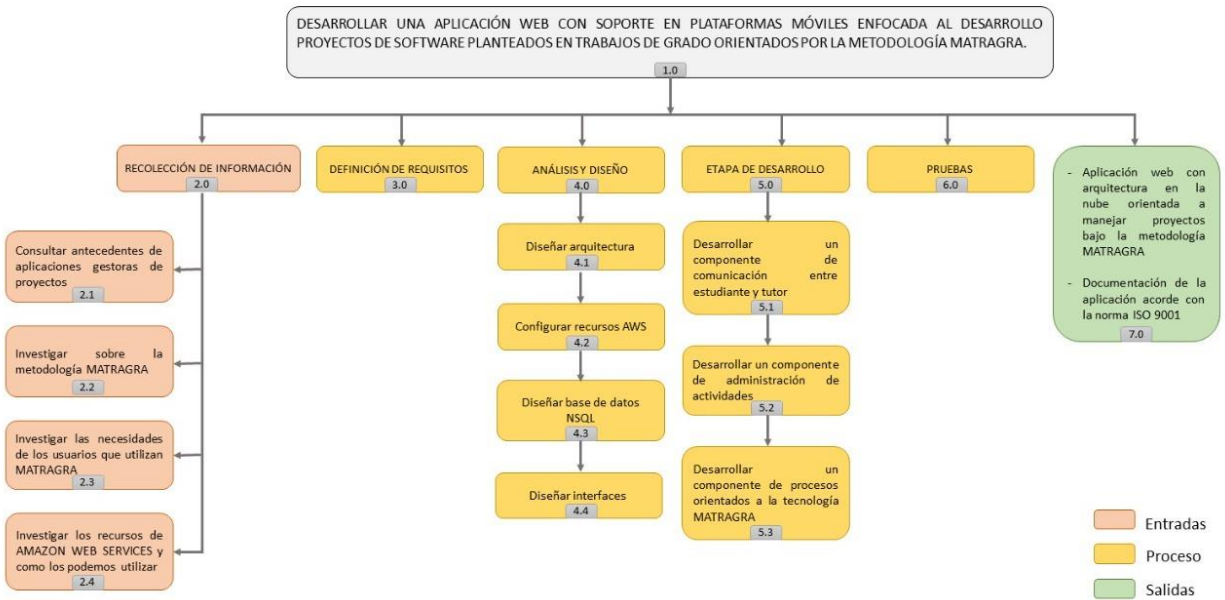 DESARROLLAR UNA APLICACIÓN WEB CON SOPORTE EN PLATAFORMAS MÓVILES ENFOCADA AL DESARROLLO
PROYECTOS DE SOFTWARE PLANTEADOS EN TRABAJOS DE GRADO ORIENTADOS POR LA METODOLOGÍA MATRAGRA.
1.0
RECOLECCIÓN DE INFORMACIÓN
2.0
Consultar antecedentes de
aplicaciones gestoras de
proyectos
2.1
Investigar sobre la
metodología MATRAGRA
2.2
Investigar las necesidades
de los usuarios que utilizan
MATRAGRA
2.3
Investigar los recursos de
AMAZON WEB SERVICES y
como los podemos utilizar
2.4
DEFINICIÓN DE REQUISITOS
3.0
ANÁLISIS Y DISEÑO
4.0
Diseñar arquitectura
4.1
Configurar recursos AWS
4.2
Diseñar base de datos
NSQL
4.3
Diseñar interfaces
4.4
ETAPA DE DESARROLLO
5.0
Desarrollar un
componente de
comunicación entre
estudiante y tutor
5.1
Desarrollar un componente
de administración de
actividades
5.2
Desarrollar un
componente de procesos
orientados a la tecnología
MATRAGRA
5.3
PRUEBAS
6.0
- Aplicación web con
arquitectura en la
nube orientada a
manejar proyectos
bajo la metodología
MATRAGRA
- Documentación de la
aplicación acorde con
la norma ISO 9001
7.0
Entradas
Proceso
Salidas